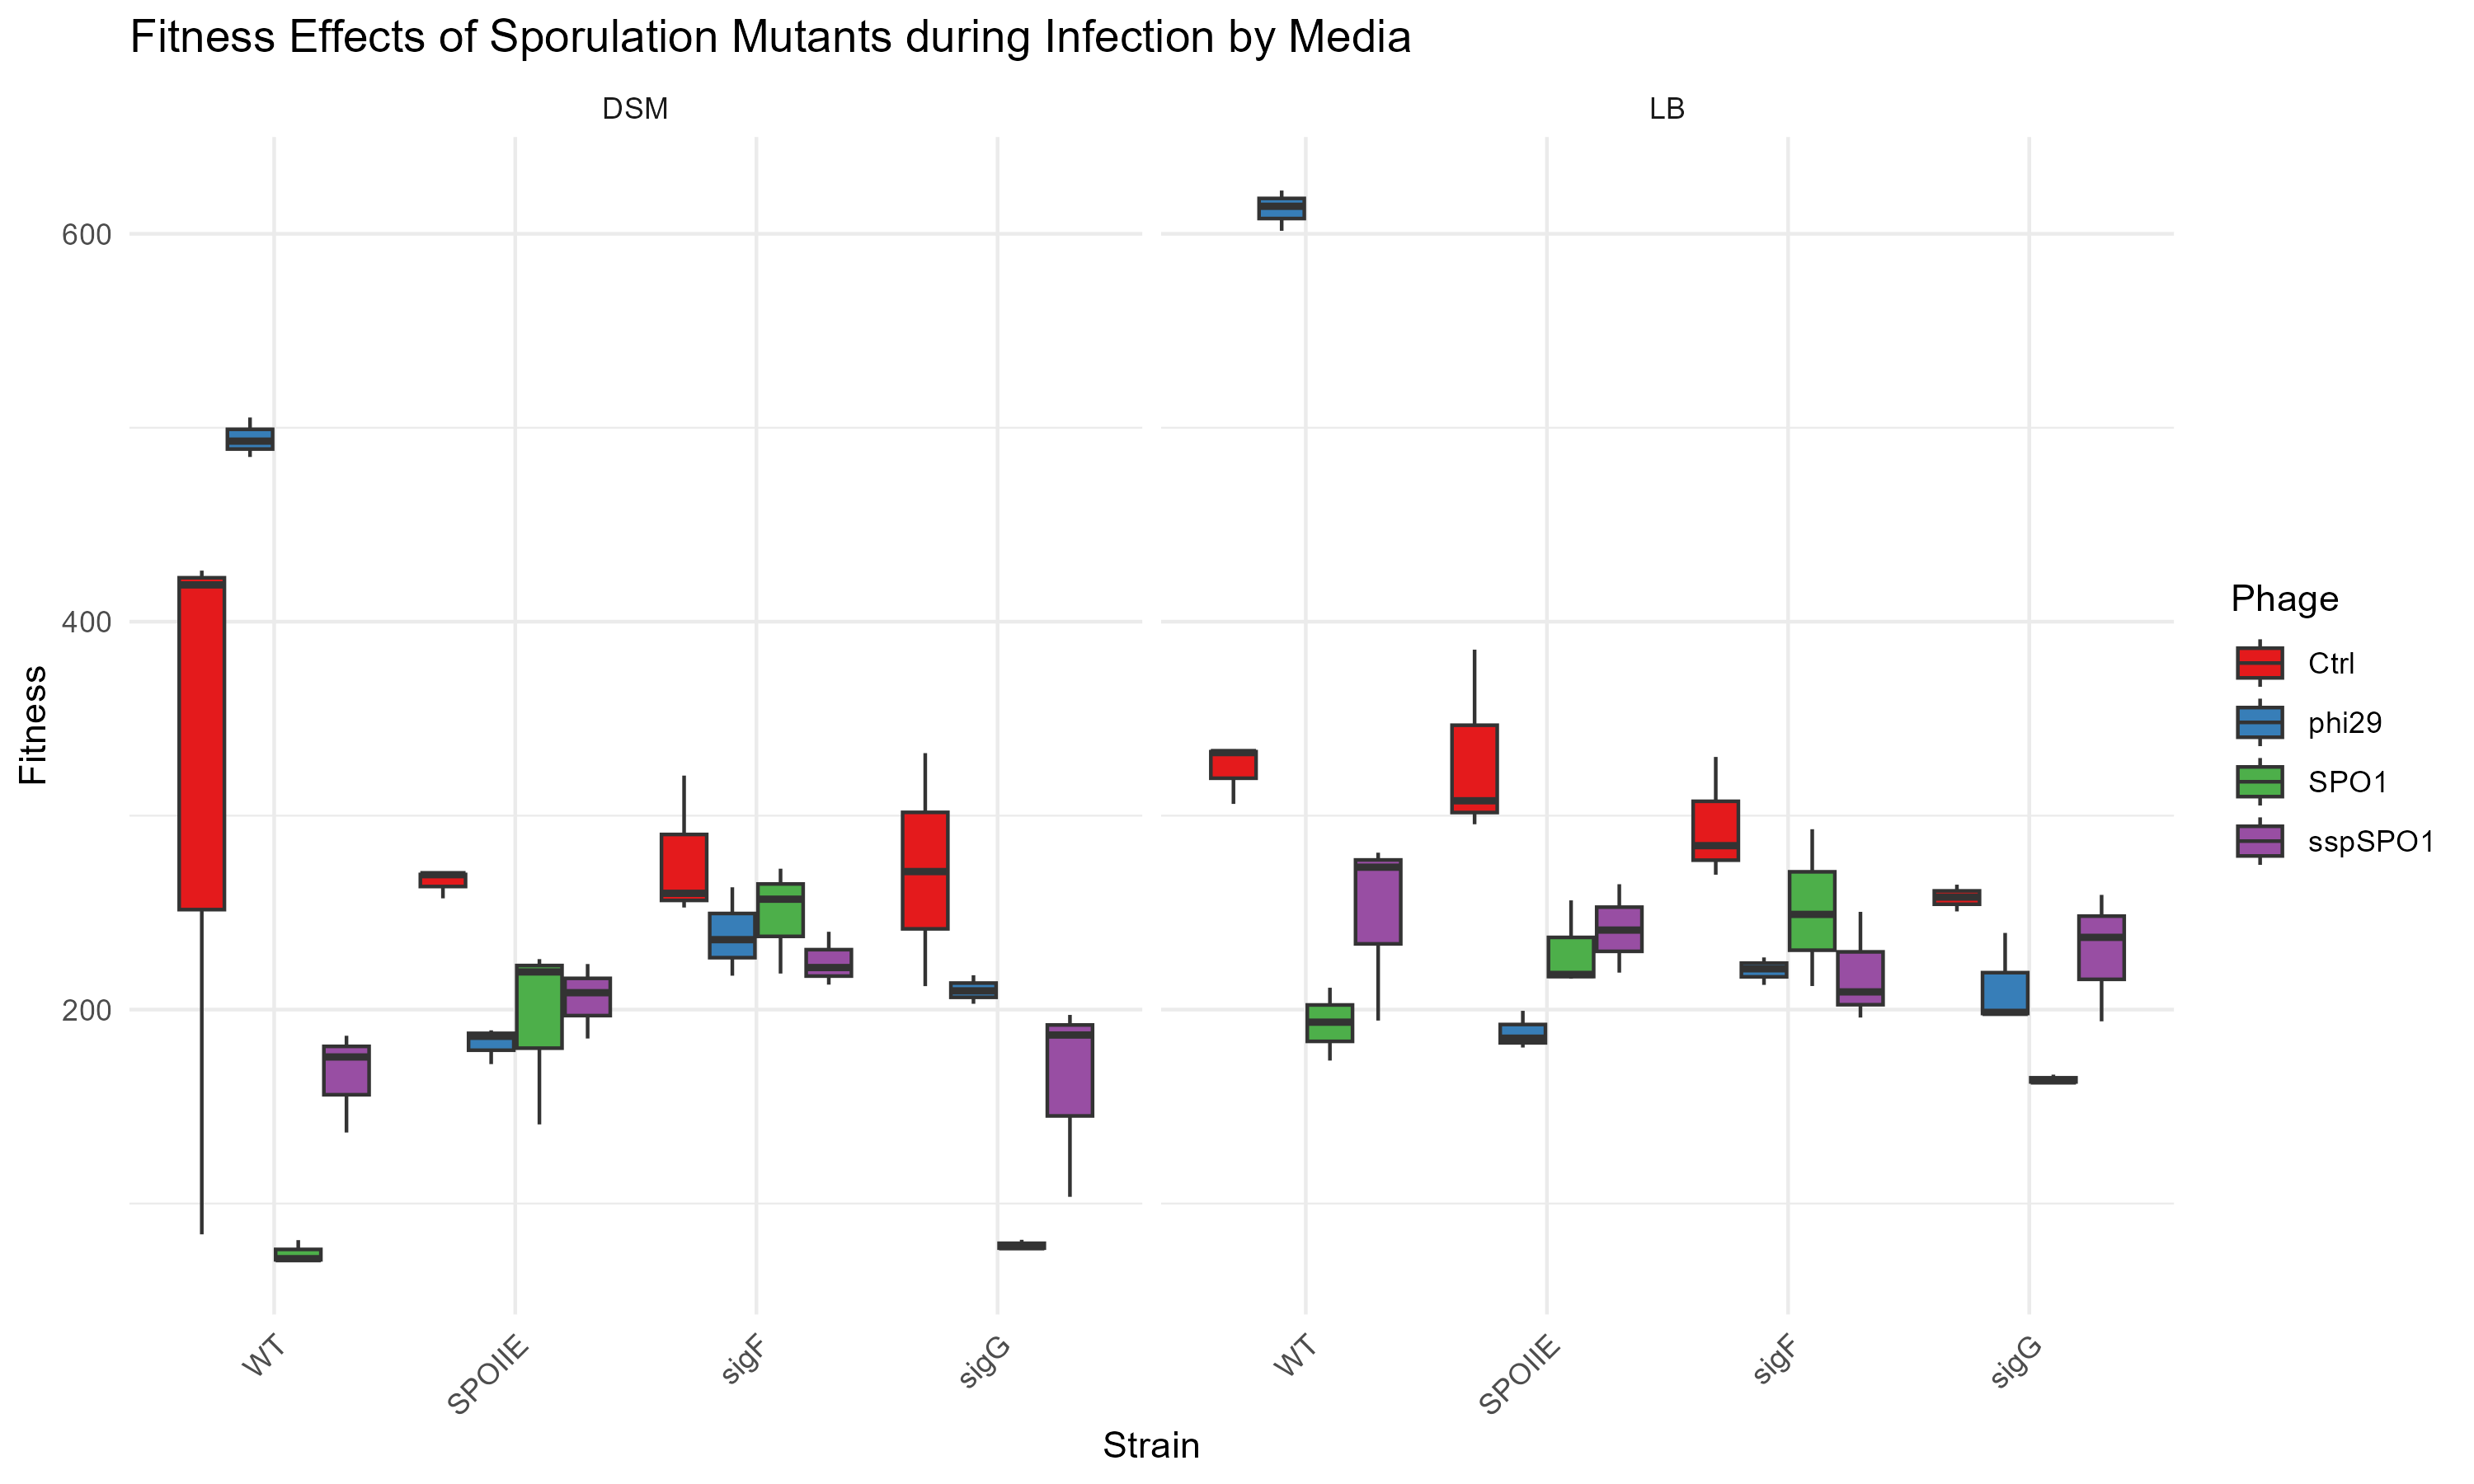 Fitness Effects of Sporulation Mutants during Infection by Media
DSM
LB
600
400
200
Fitness
WT
SPOIIE
sigF
sigG
WT
SPOIIE
sigF
sigG
Strain
Phage
Ctrl
phi29
SPO1
sspSPO1